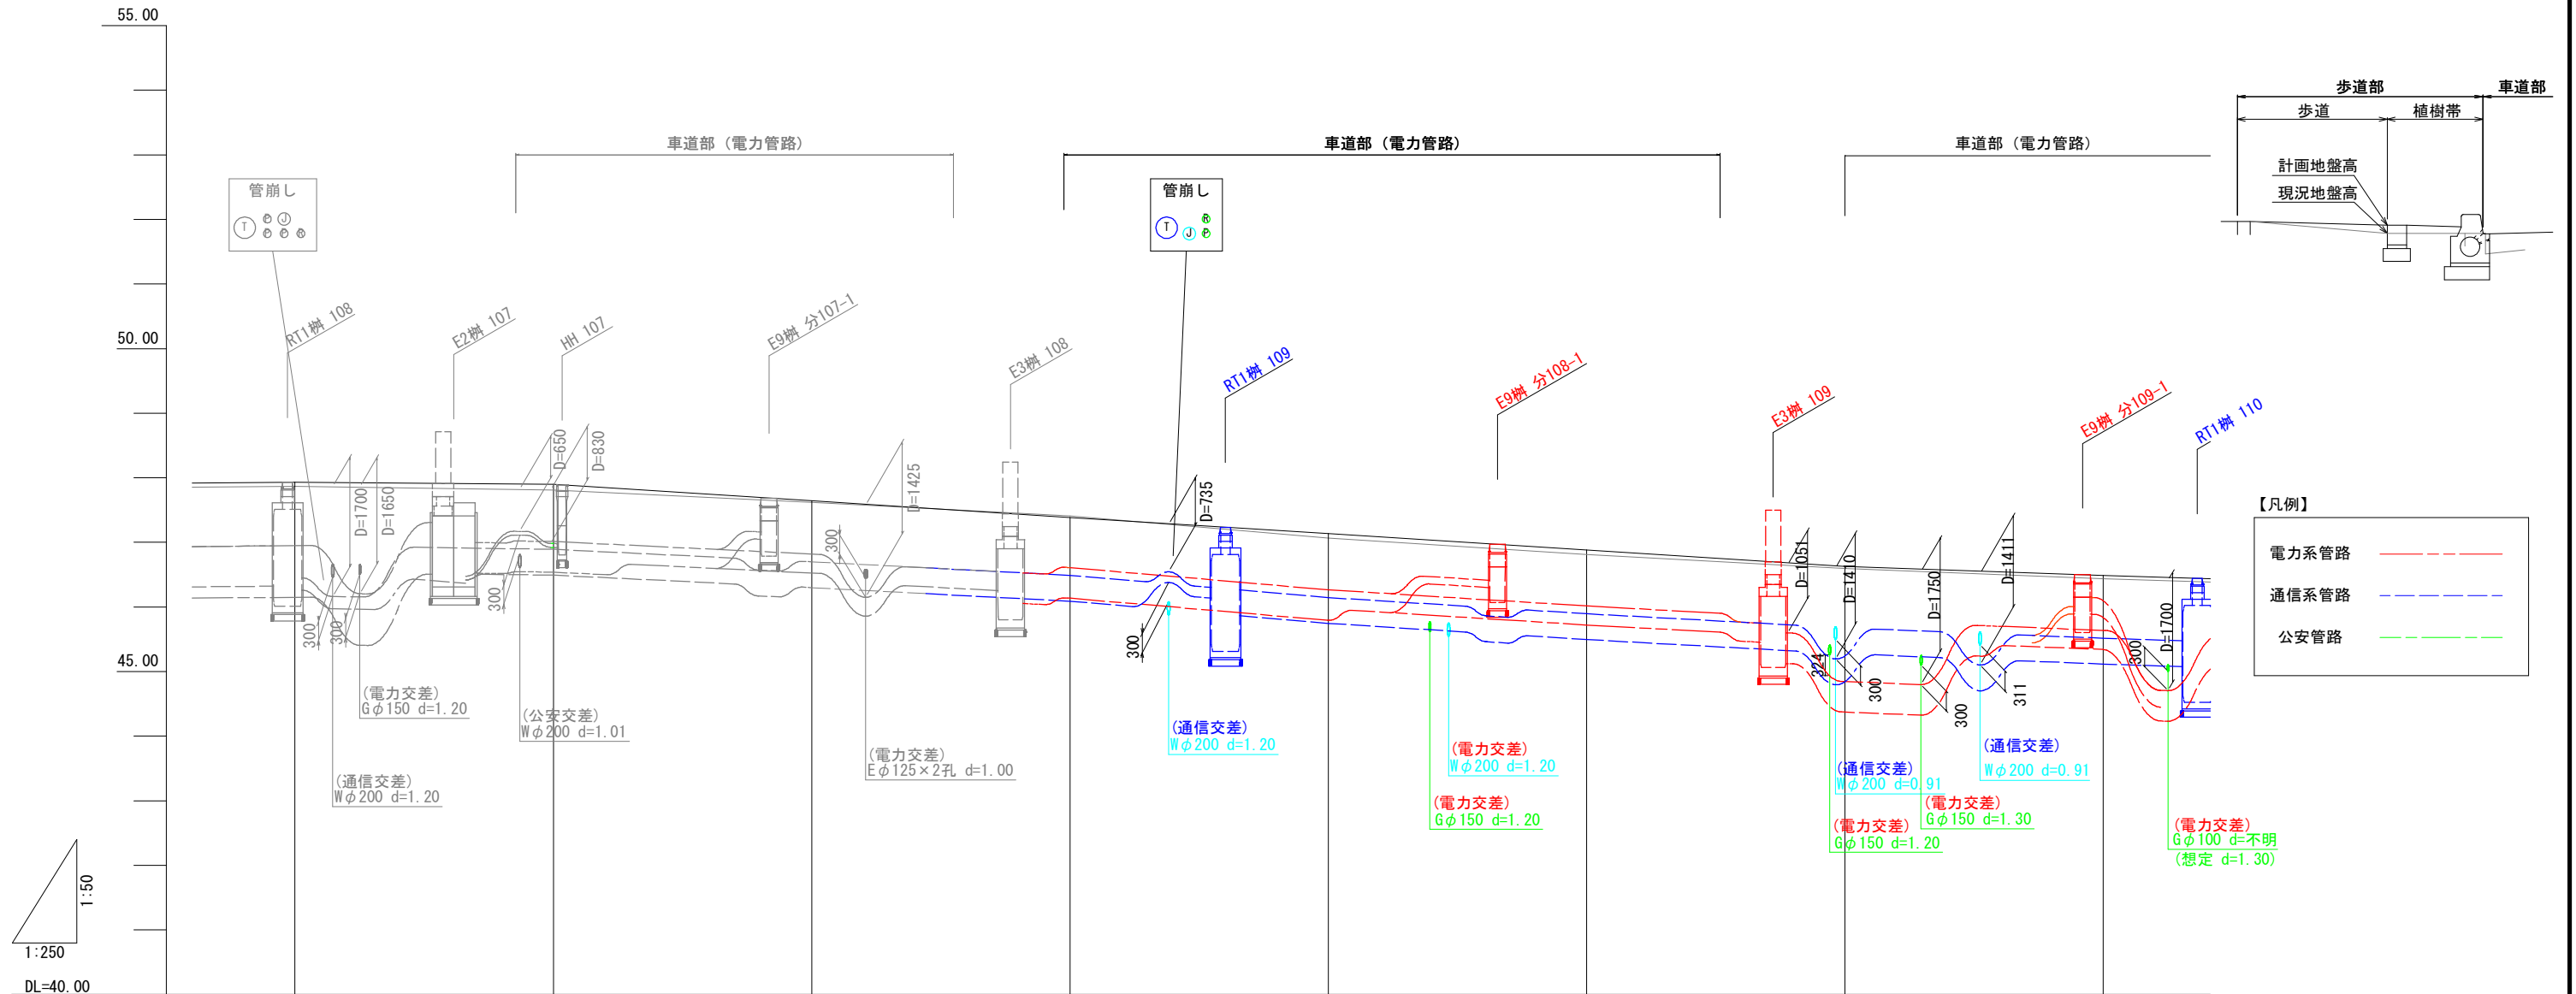 55.00
50.00
45.00
DL=40.00
1:50
1:250
車道部（電力管路）
車道部（電力管路）
車道部（電力管路）
管崩し
T P J
P P R
管崩し
T J R
P
歩道部
車道部
歩道
植樹帯
計画地盤高
現況地盤高
RT1桝 108
E2桝 107
HH 107
E9桝 分107-1
E3桝 108
RT1桝 109
E9桝 分108-1
E3桝 109
E9桝 分109-1
RT1桝 110
D=1700
D=1650
D=650
D=830
D=1425
D=735
D=1051
D=1410
D=1750
D=1411
D=1700
300
300
300
300
300
324
300
300
311
300
(通信交差)
Wφ200 d=1.20
(電力交差)
Gφ150 d=1.20
(公安交差)
Wφ200 d=1.01
(電力交差)
Eφ125×2孔 d=1.00
(通信交差)
Wφ200 d=1.20
(電力交差)
Wφ200 d=1.20
(電力交差)
Gφ150 d=1.20
(通信交差)
Wφ200 d=0.91
(電力交差)
Gφ150 d=1.20
(電力交差)
Gφ150 d=1.30
(通信交差)
Wφ200 d=0.91
(電力交差)
Gφ100 d=不明
(想定 d=1.30)
【凡例】
電力系管路
通信系管路
公安管路